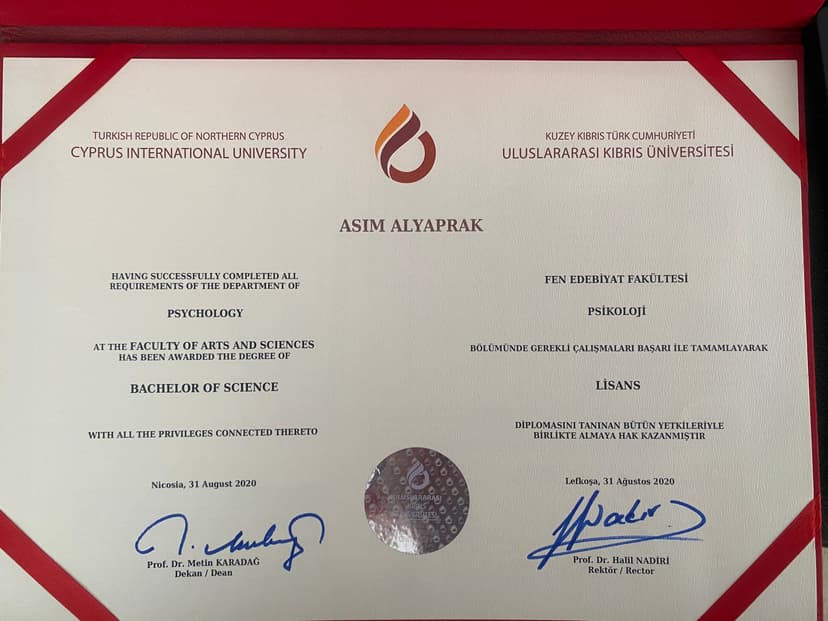 TURKISH REPUBLIC OF NORTHERN CYPRUS
CYPRUS INTERNATIONAL UNIVERSITY
KUZEY KIBRIS TÜRK CUMHURİYETİ
ULUSLARARASI KIBRIS ÜNİVERSİTESİ
ASIM ALYAPRAK
HAVING SUCCESSFULLY COMPLETED ALL
REQUIREMENTS OF THE DEPARTMENT OF
PSYCHOLOGY
AT THE FACULTY OF ARTS AND SCIENCES
HAS BEEN AWARDED THE DEGREE OF
BACHELOR OF SCIENCE
WITH ALL THE PRIVILEGES CONNECTED THERETO
Nicosia, 31 August 2020
Prof. Dr. Metin KARADAĞ
Dekan / Dean
FEN EDEBİYAT FAKÜLTESİ
PSİKOLOJİ
BÖLÜMÜNDE GEREKLİ ÇALIŞMALARI BAŞARI İLE TAMAMLAYARAK
LİSANS
DİPLOMASINI TANINAN BÜTÜN YETKİLERİYLE
BİRLİKTE ALMAYA HAK KAZANMIŞTIR
Lefkoşa, 31 Ağustos 2020
Prof. Dr. Halil NADİRİ
Rektör / Rector
ULUSLARARASI
KIBRIS
ÜNİVERSİTESİ